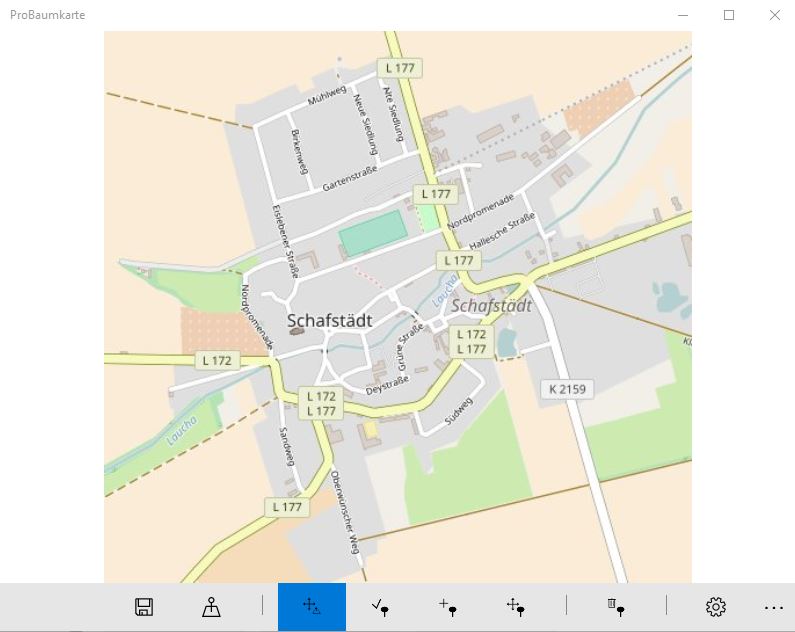 ProBaumkarte
L 177
Mühlweg
Neue Siedlung
Alte Siedlung
Birkenweg
Gartenstraße
L 177
Nordpromenade
Eislebener Straße
Hallesche Straße
L 177
Laucha
Nordpromenade
Schafstädt
Schafstädt
Straße
L 172
L 177
L 172
Grüna
Deystraße
K 2159
L 172
L 177
Südweg
Laucha
Sandweg
Oberwünscher Weg
L 177